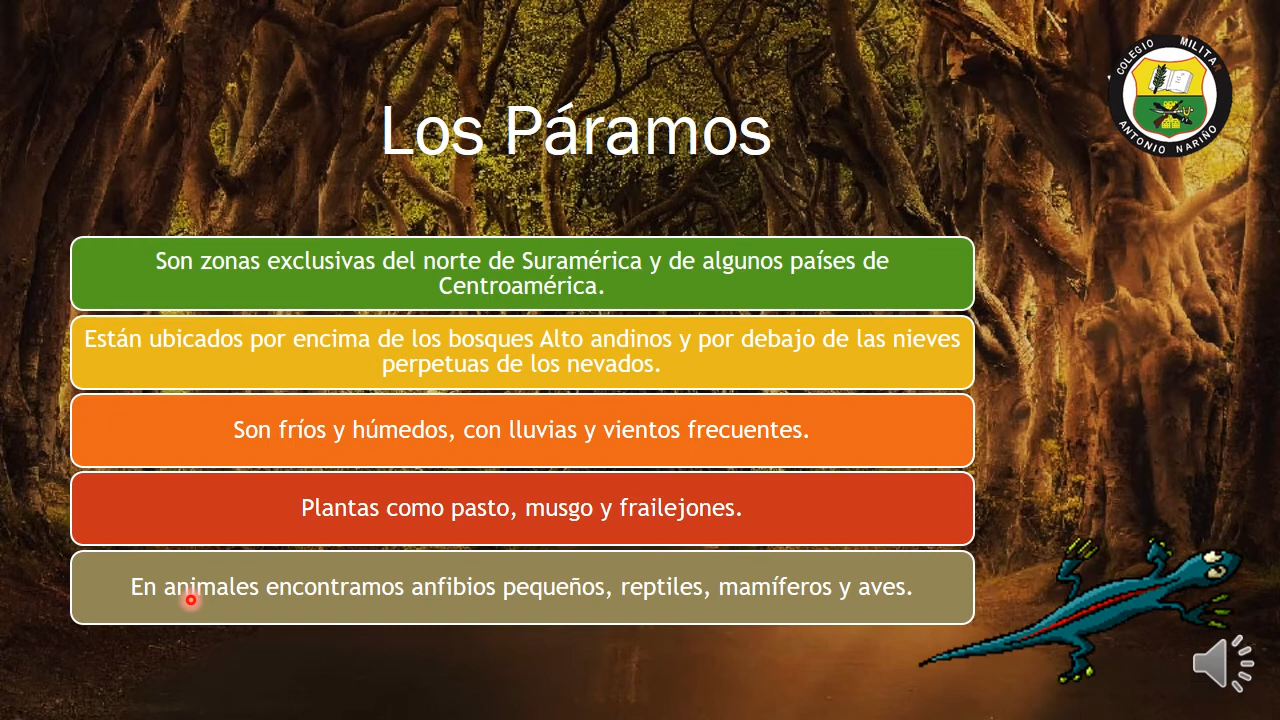 COLEGIO MILITAR
ANTONIO NARIÑO
Los Páramos
Son zonas exclusivas del norte de Suramérica y de algunos países de
Centroamérica.
Están ubicados por encima de los bosques Alto andinos y por debajo de las nieves
perpetuas de los nevados.
Son fríos y húmedos, con lluvias y vientos frecuentes.
Plantas como pasto, musgo y frailejones.
En animales encontramos anfibios pequeños, reptiles, mamíferos y aves.